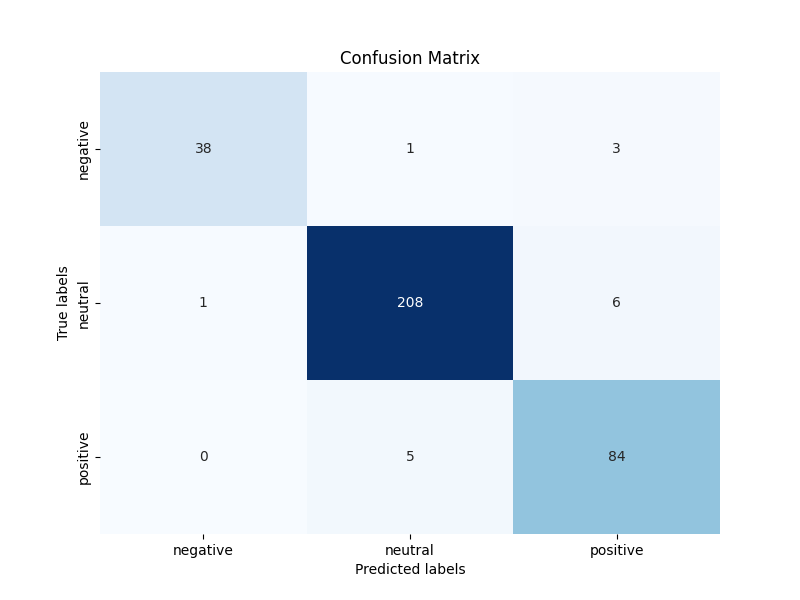 Confusion Matrix
True labels
negative
38
1
3
neutral
1
208
6
positive
0
5
84
negative
neutral
positive
Predicted labels